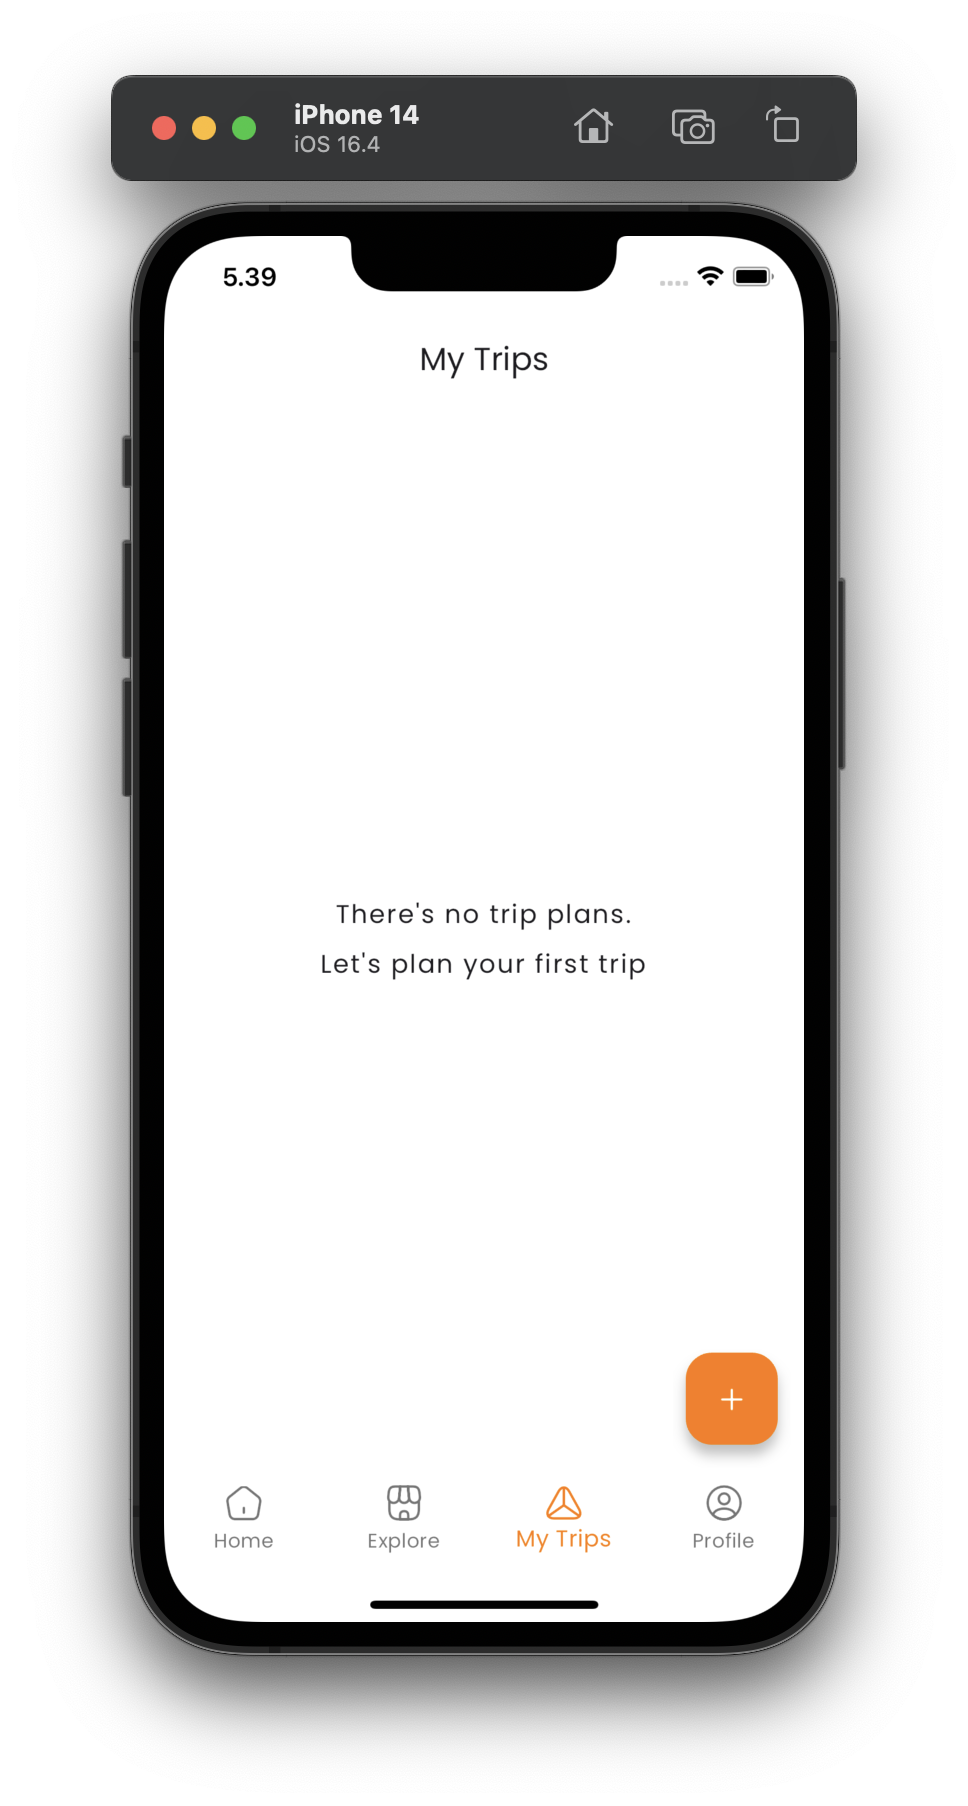 iPhone 14
iOS 16.4
5.39
My Trips
There's no trip plans.
Let's plan your first trip
Home
Explore
My Trips
Profile